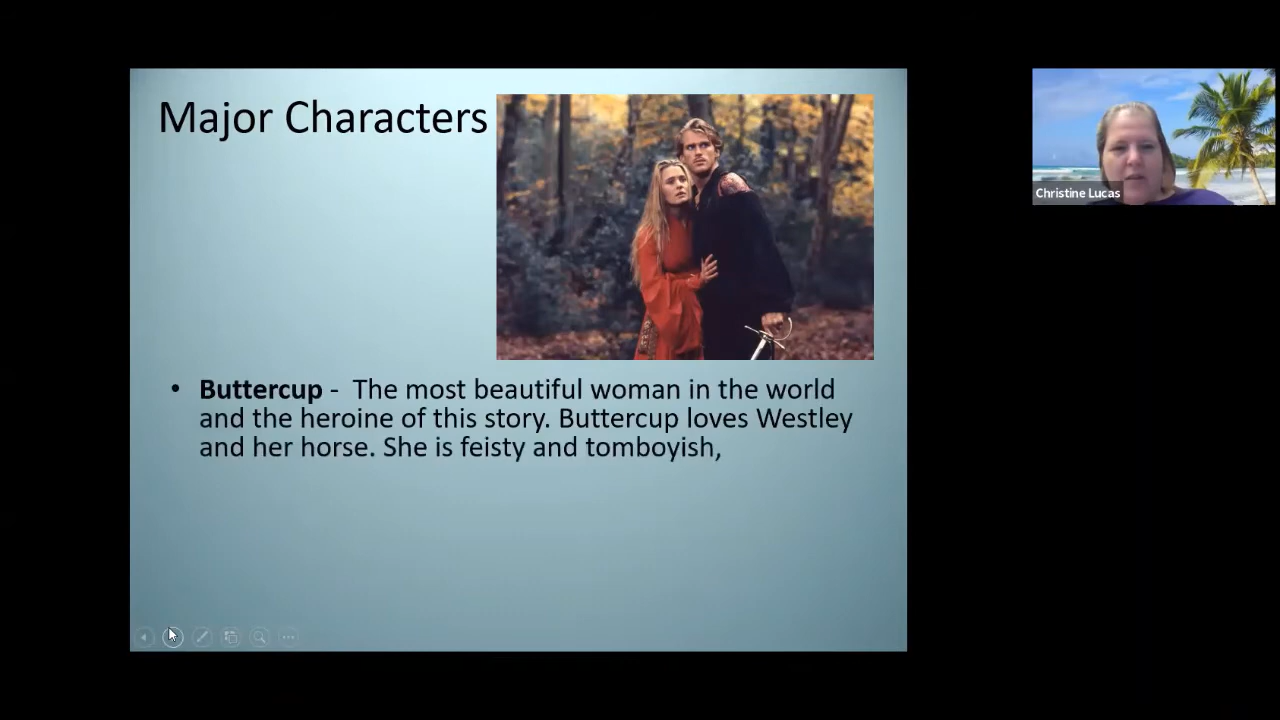 Major Characters
Christine Lucas
• Buttercup -  The most beautiful woman in the world
and the heroine of this story. Buttercup loves Westley
and her horse. She is feisty and tomboyish,